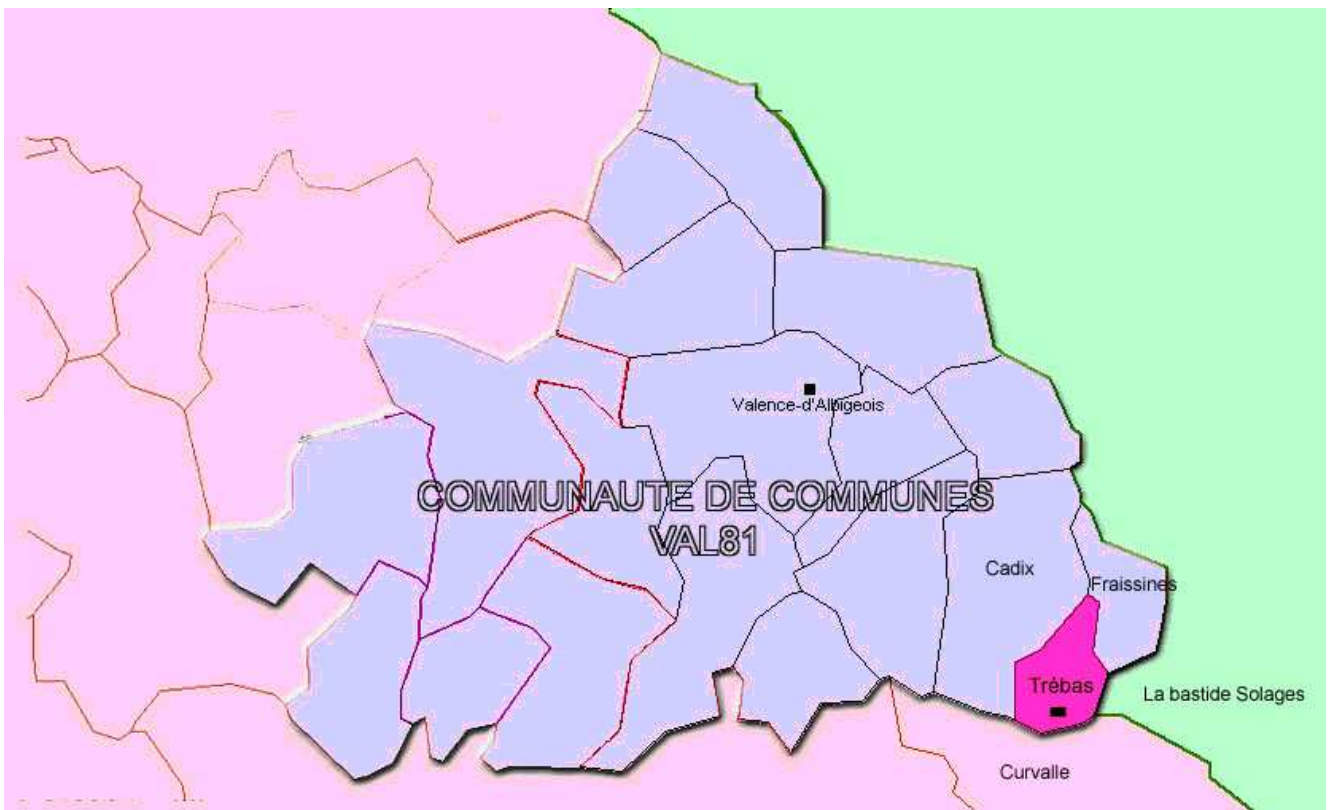 Valence-d'Albigeois
COMMUNAUTE DE COMMUNES
VAL81
Cadix
Fraissines
Trébas
La bastide Solages
Curvalle